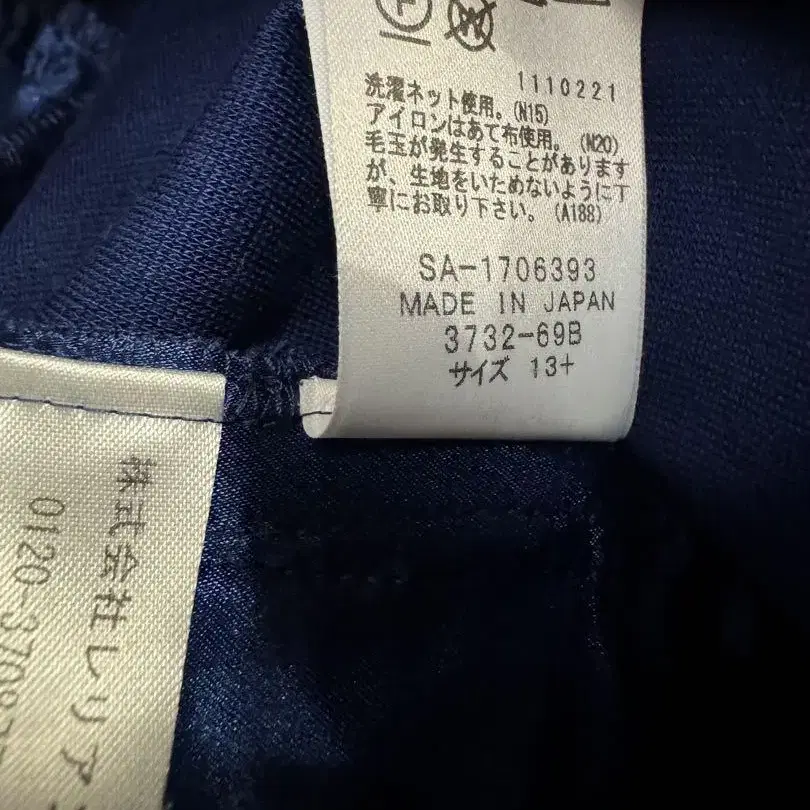 1110221
洗濯ネット使用。(N15)
アイロンはあて布使用。 (N20)
毛玉が発生することがあります
が、生地をいためないように丁
寧にお取り下さい。(A188)
SA-1706393
MADE IN JAPAN
3732-69B
サイズ 13+
株式会社レリア
0120-370